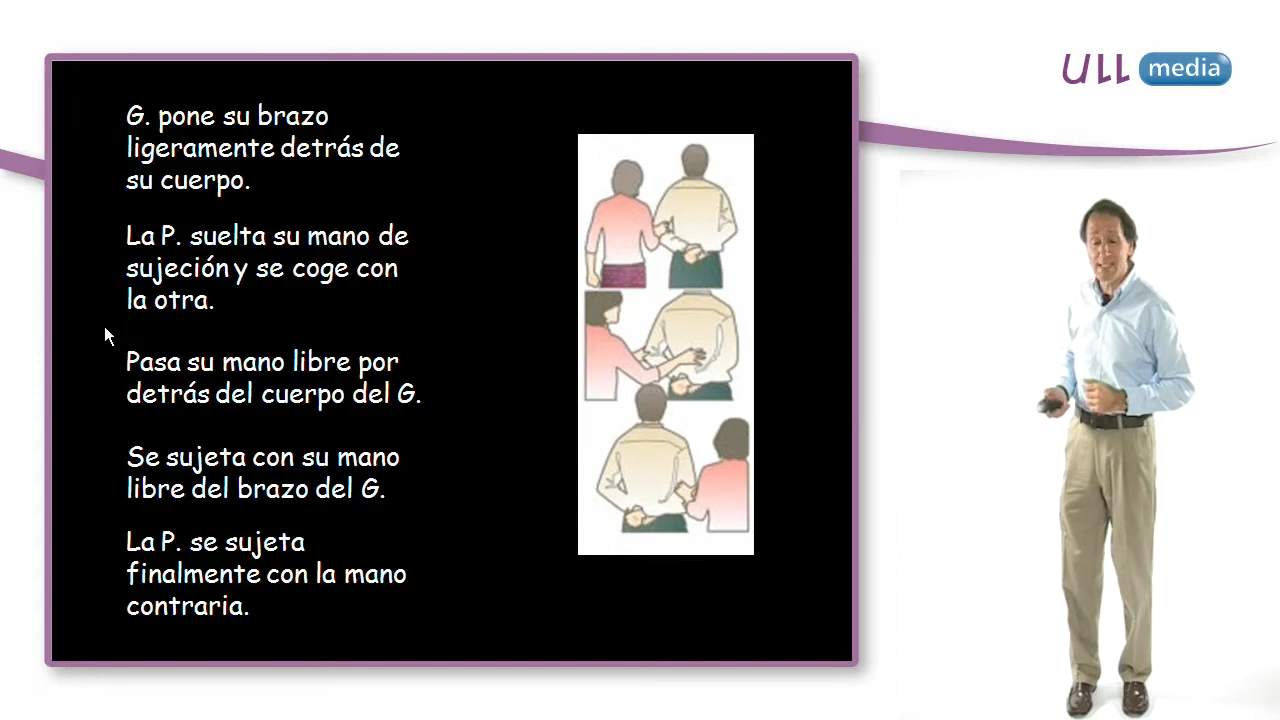 ULL media
G. pone su brazo
ligeramente detrás de
su cuerpo.
La P. suelta su mano de
sujeción y se coge con
la otra.
Pasa su mano libre por
detrás del cuerpo del G.
Se sujeta con su mano
libre del brazo del G.
La P. se sujeta
finalmente con la mano
contraria.